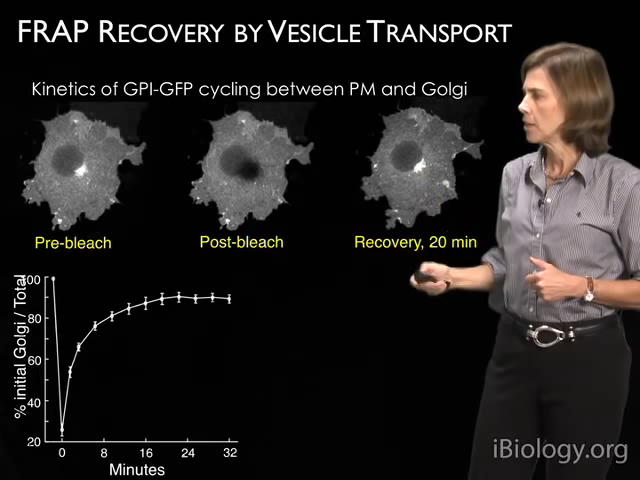 FRAP RECOVERY BY VESICLE TRANSPORT
Kinetics of GPI-GFP cycling between PM and Golgi
Pre-bleach
Post-bleach
Recovery, 20 min
% initial Golgi / Total
100
80
60
40
20
0
8
16
24
32
Minutes
iBiology.org